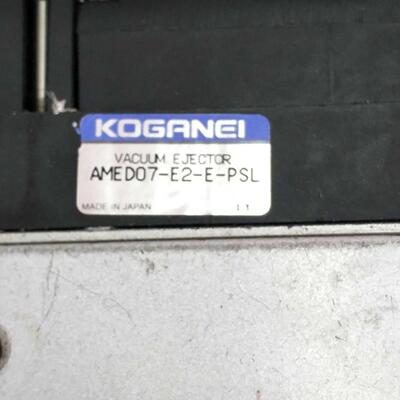 KOGANEI
VACUUM EJECTOR
AMED07-E2-E-PSL
MADE IN JAPAN